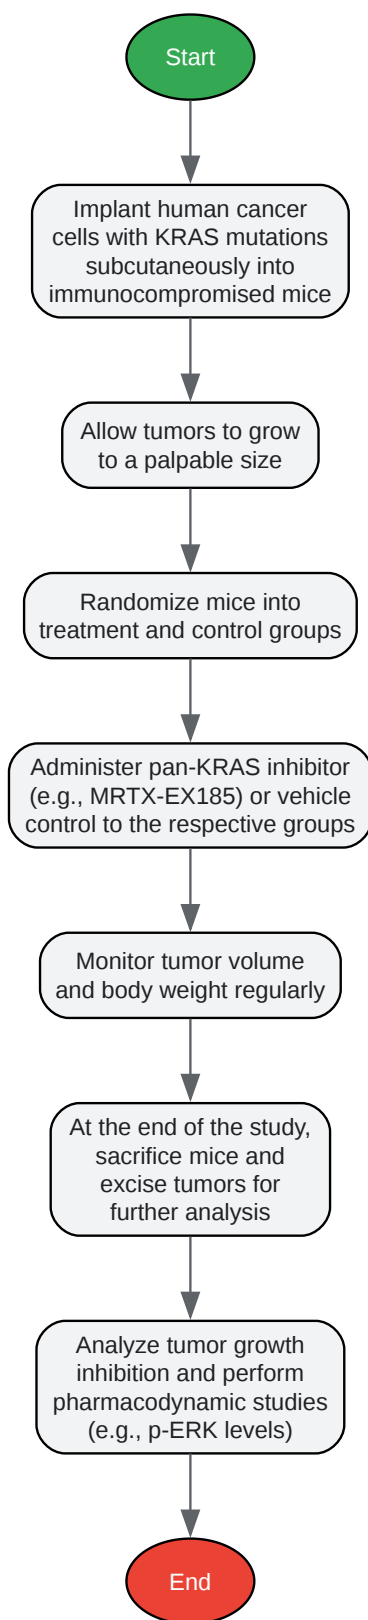 Start
Implant human cancer
cells with KRAS mutations
subcutaneously into
immunocompromised mice
Allow tumors to grow
to a palpable size
Randomize mice into
treatment and control groups
Administer pan-KRAS inhibitor
(e.g., MRTX-EX185) or vehicle
control to the respective groups
Monitor tumor volume
and body weight regularly
At the end of the study,
sacrifice mice and
excise tumors for
further analysis
Analyze tumor growth
inhibition and perform
pharmacodynamic studies
(e.g., p-ERK levels)
End